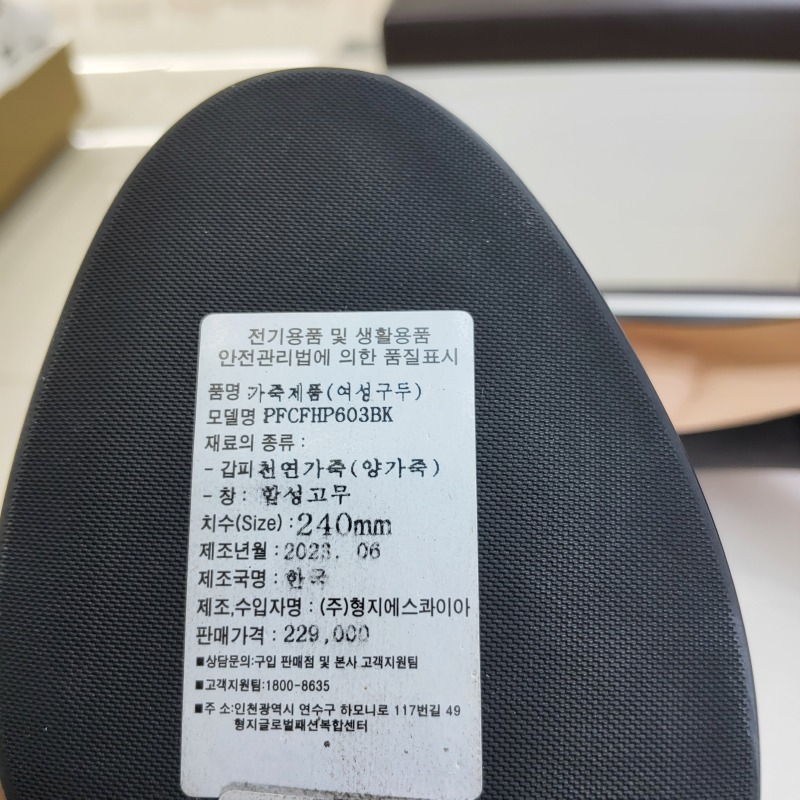 전기용품 및 생활용품
안전관리법에 의한 품질표시
품명 가죽제품(여성구두)
모델명 PFCFHP603BK
재료의 종류 :
- 갑피 천연가죽(양가죽)
- 창 : 합성고무
치수(Size) : 240mm
제조년월 : 2023. 06
제조국명 : 한국
제조,수입자명 : (주)형지에스콰이아
판매가격 : 229,000
■상담문의:구입 판매점 및 본사 고객지원팀
■고객지원팀:1800-8635
■주 소:인천광역시 연수구 하모니로 117번길 49
형지글로벌패션복합센터